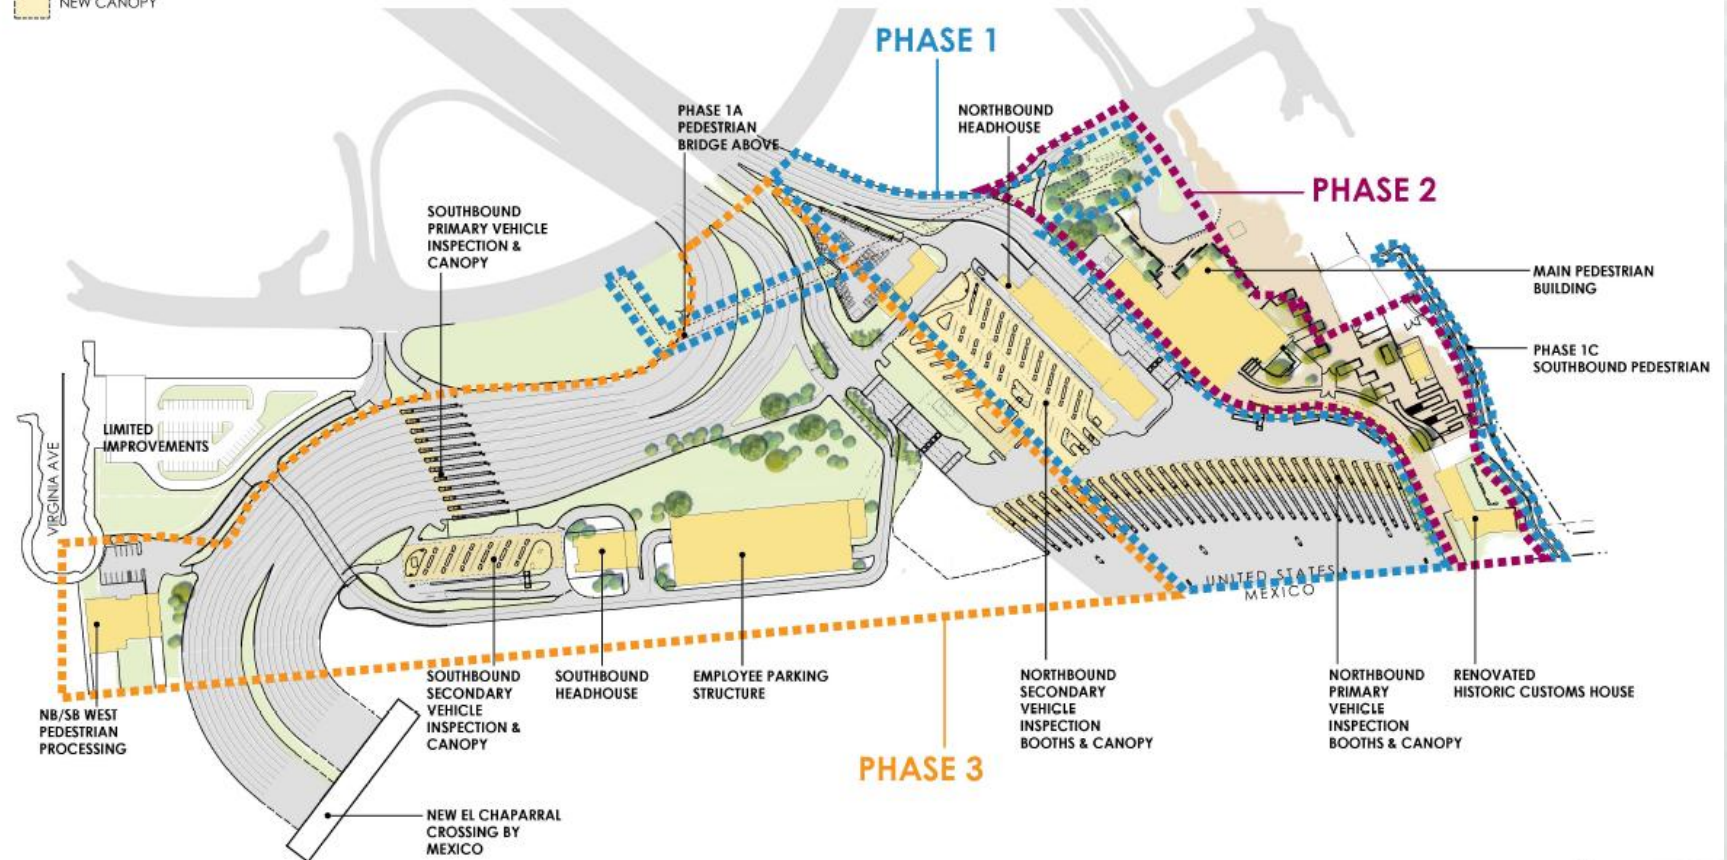 NEW CANOPY
PHASE 1
PHASE 1A
PEDESTRIAN
BRIDGE ABOVE
NORTHBOUND
HEADHOUSE
PHASE 2
SOUTHBOUND
PRIMARY VEHICLE
INSPECTION &
CANOPY
MAIN PEDESTRIAN
BUILDING
PHASE 1C
SOUTHBOUND PEDESTRIAN
LIMITED
IMPROVEMENTS
VIRGINIA AVE
UNITED STATES
MEXICO
NB/SB WEST
PEDESTRIAN
PROCESSING
SOUTHBOUND
SECONDARY
VEHICLE
INSPECTION &
CANOPY
SOUTHBOUND
HEADHOUSE
EMPLOYEE PARKING
STRUCTURE
NORTHBOUND
SECONDARY
VEHICLE
INSPECTION
BOOTHS & CANOPY
NORTHBOUND
PRIMARY
VEHICLE
INSPECTION
BOOTHS & CANOPY
RENOVATED
HISTORIC CUSTOMS HOUSE
PHASE 3
NEW EL CHAPARRAL
CROSSING BY
MEXICO